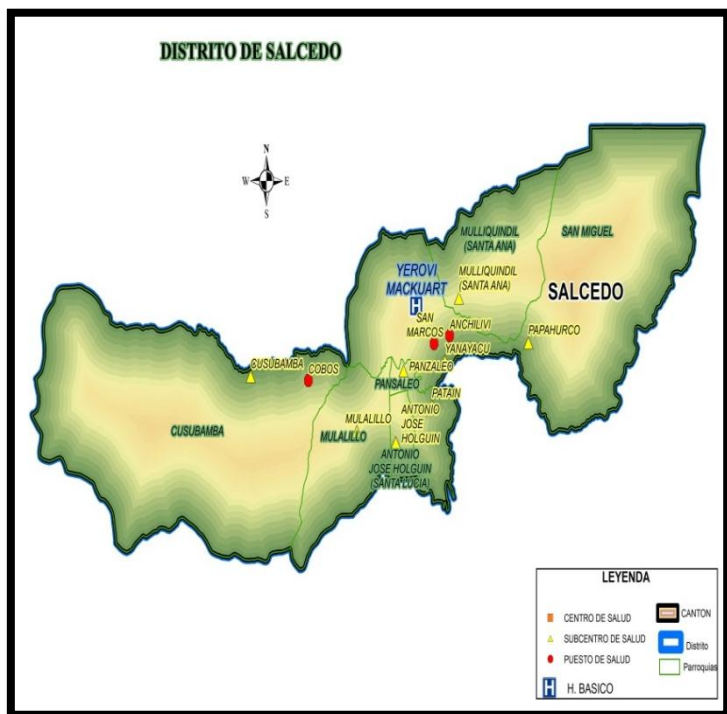 DISTRITO DE SALCEDO
N
W E
S
MULLIQUINDIL
(SANTA ANA)
SAN MIGUEL
YEROVI
MACKUART
H
MULLIQUINDIL
(SANTA ANA)
SALCEDO
SAN
MARCOS
ANCHILIVI
YANAYACU
PAPAHURCO
CUSUBAMBA
COBOS
PANZALEO
PANSALEO
PATAIN
CUSUBAMBA
MULALILLO
MULALILLO
ANTONIO
JOSE
HOLGUIN
ANTONIO
JOSE HOLGUIN
(SANTA LUCIA)
LEYENDA
CENTRO DE SALUD
SUBCENTRO DE SALUD
PUESTO DE SALUD
H H. BASICO
CANTON
Distrito
Parroquias